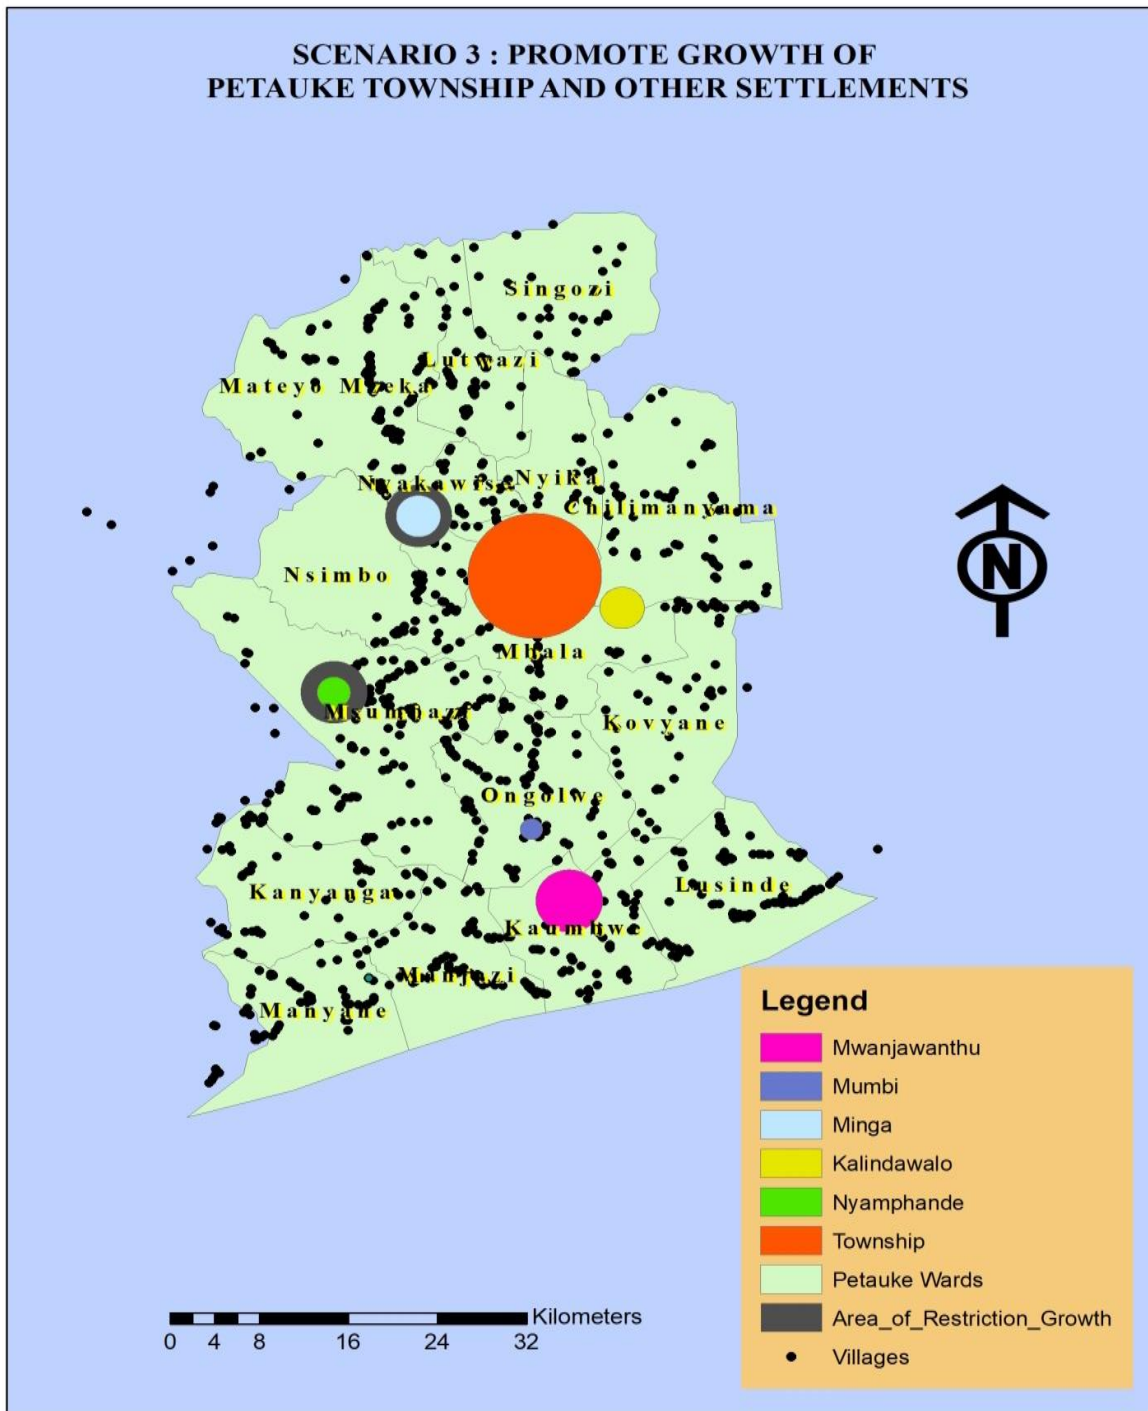 SCENARIO 3 : PROMOTE GROWTH OF
PETAUKE TOWNSHIP AND OTHER SETTLEMENTS
Singozi
Lutwazi
Mateyo Mzeka
Nyakawise
Nyika
Chilimanyama
N
Nsimbo
Mbala
Msumbazi
Kovyane
Ongolwe
Kanyanga
Lusinde
Kaumbwe
Manjazi
Manyane
Legend
Mwanjawanthu
Mumbi
Minga
Kalindawalo
Nyamphande
Township
Petauke Wards
Area_of_Restriction_Growth
Villages
Kilometers
0 4 8 16 24 32